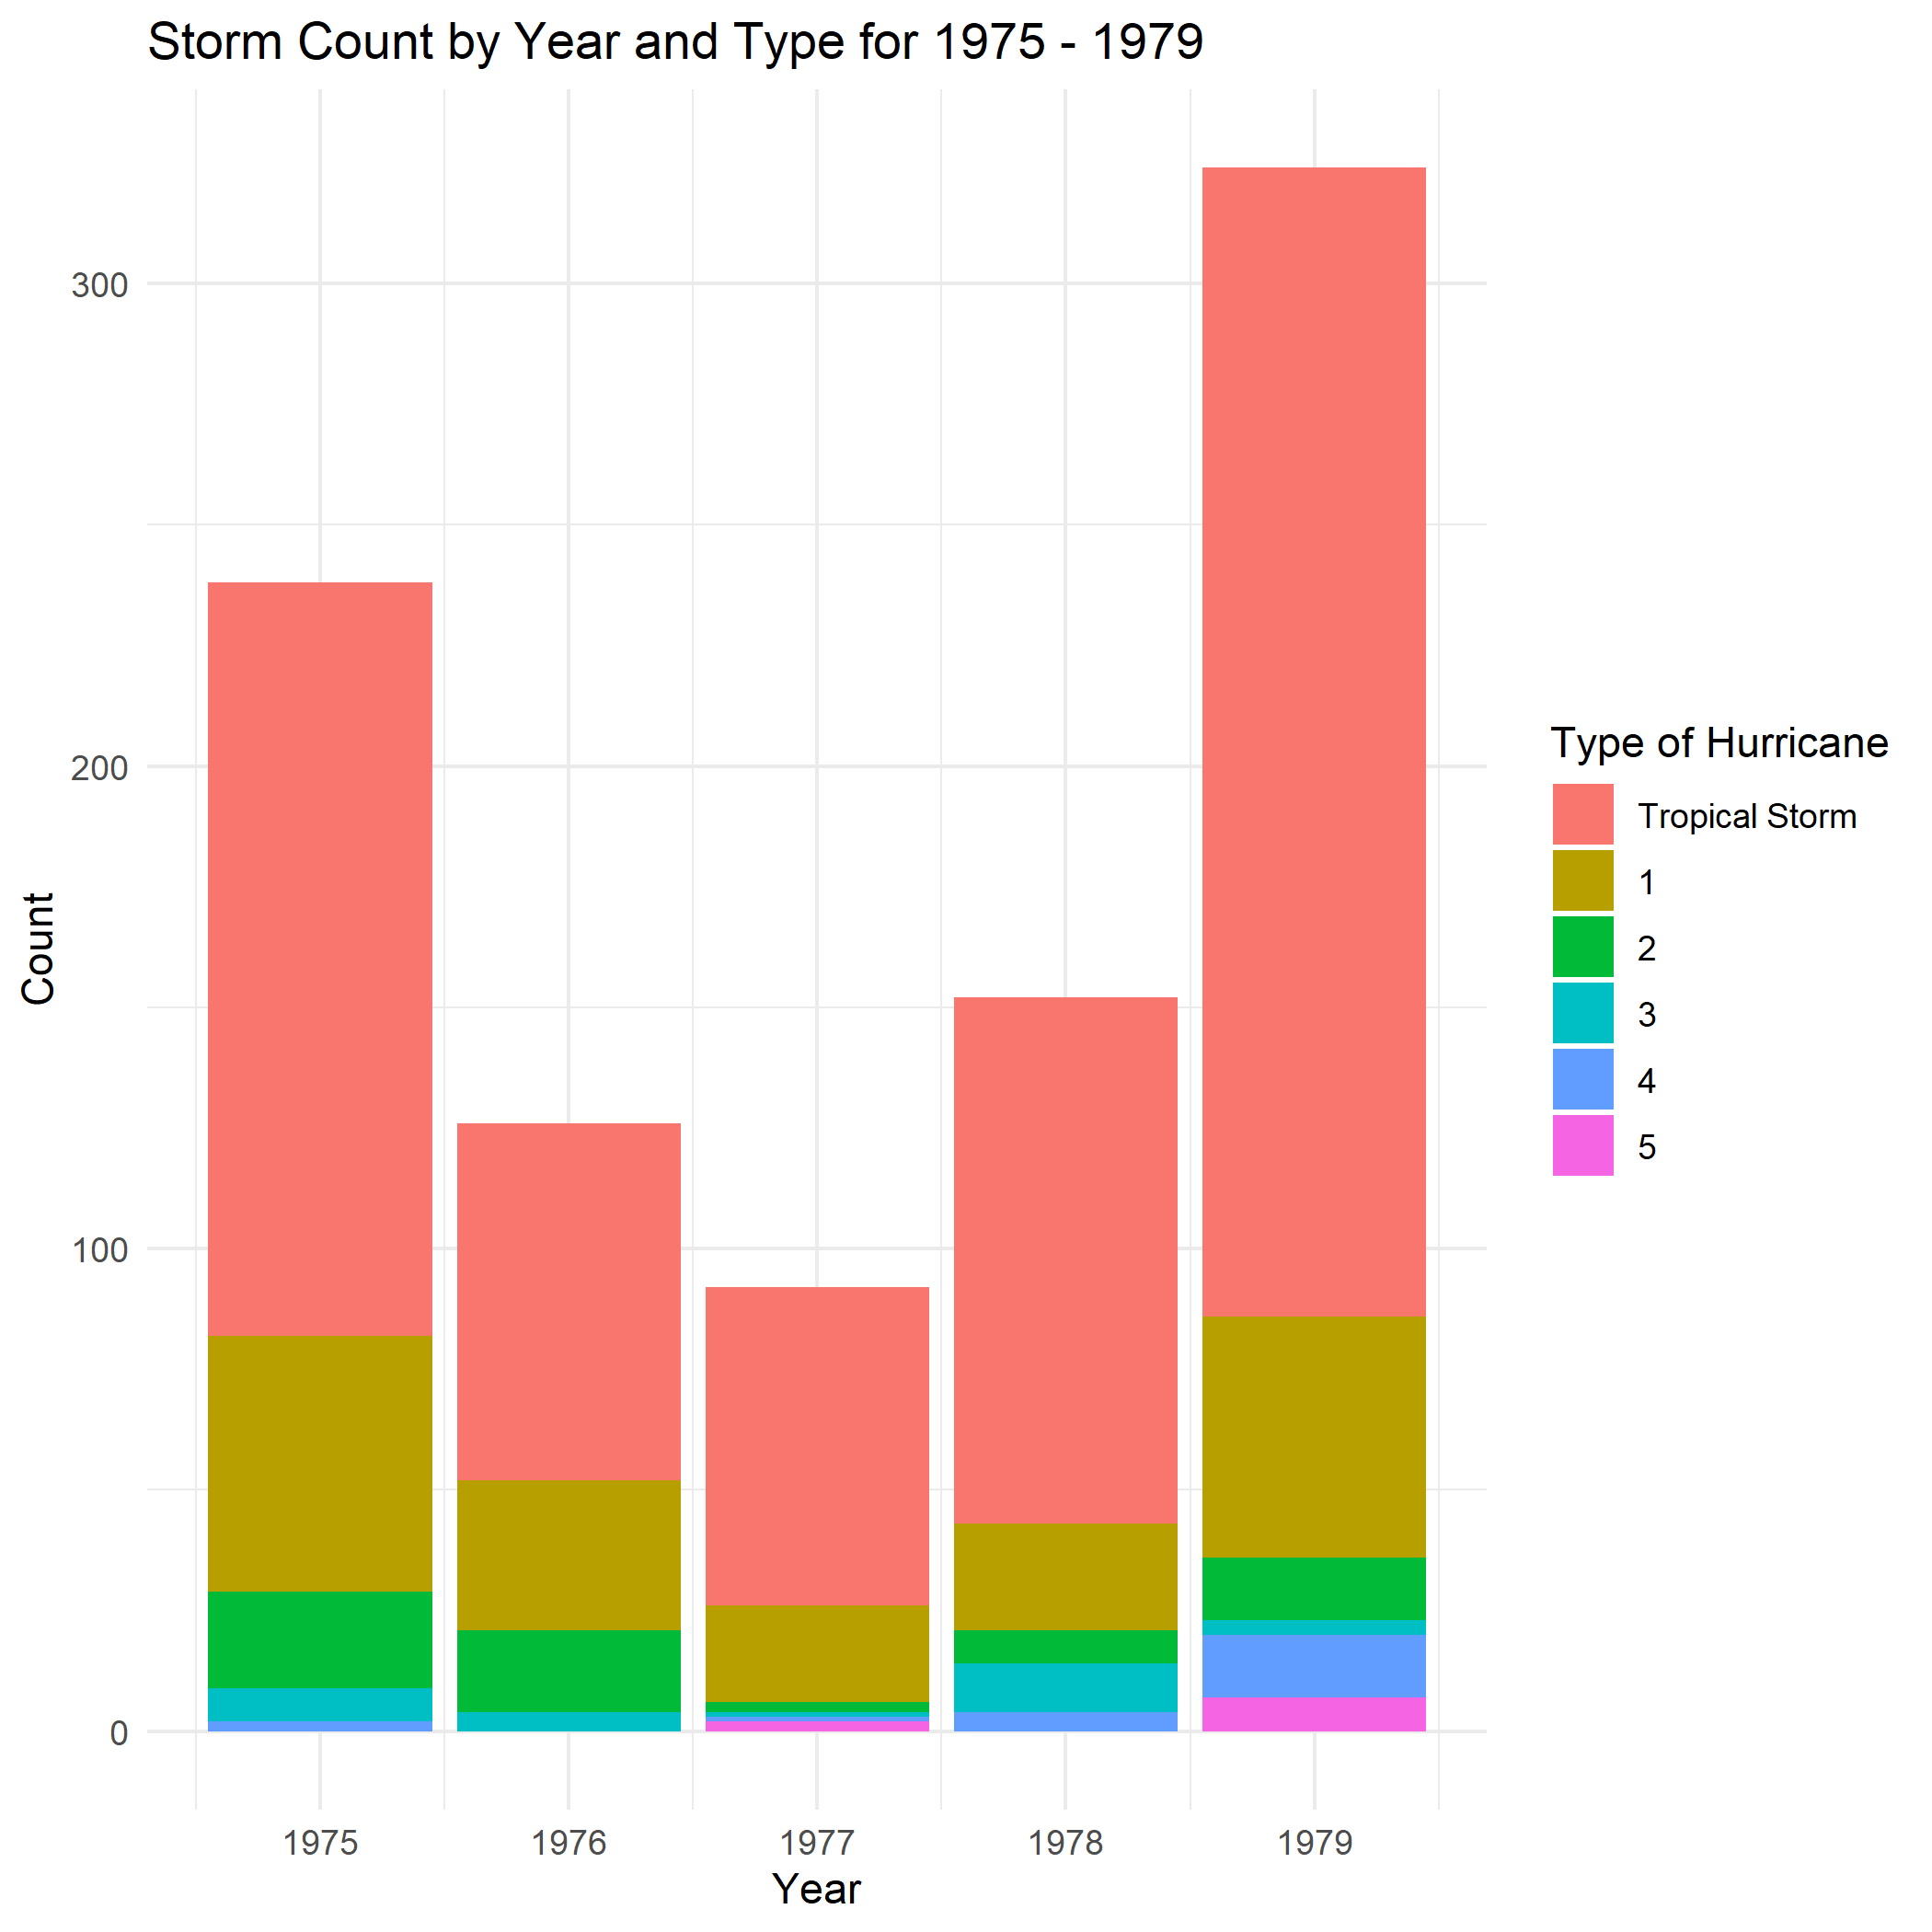 Storm Count by Year and Type for 1975 - 1979
300
200
100
0
Count
1975 1976 1977 1978 1979
Year
Type of Hurricane
Tropical Storm
1
2
3
4
5